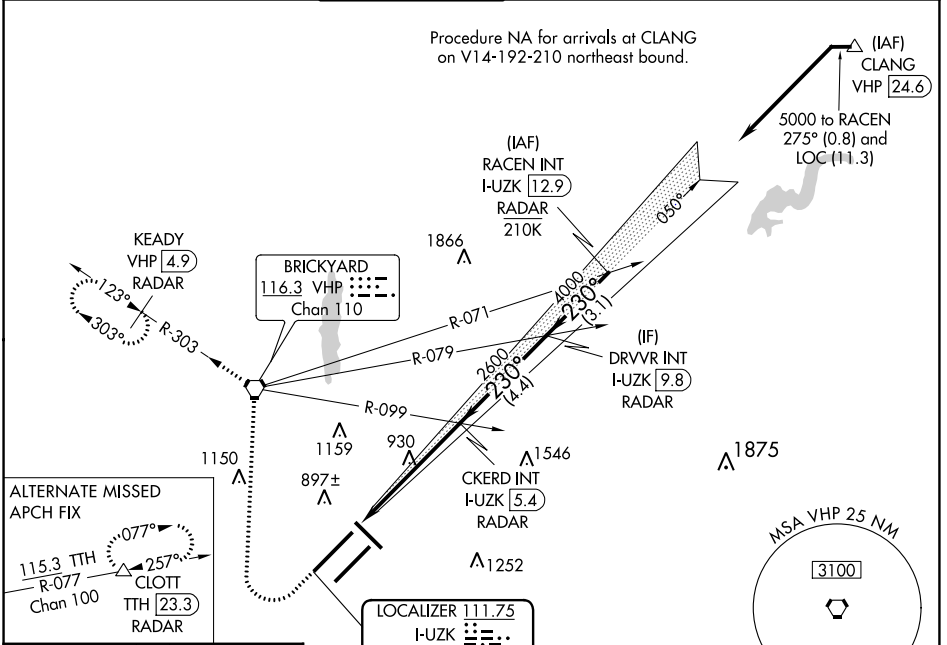 Procedure NA for arrivals at CLANG
on V14-192-210 northeast bound.
(IAF)
CLANG
VHP 24.6
5000 to RACEN
275° (0.8) and
LOC (11.3)
(IAF)
RACEN INT
I-UZK 12.9
RADAR
210K
050°
KEADY
VHP 4.9
RADAR
123°
303°
R-303
BRICKYARD
116.3 VHP
Chan 110
1866
R-071
4000
230°
(3.1)
R-079
(IF)
DRVVR INT
I-UZK 9.8
RADAR
2600
230°
(4.4)
R-099
1150
1159
930
897±
1546
1875
CKERD INT
I-UZK 5.4
RADAR
1252
ALTERNATE MISSED
APCH FIX
077°
115.3 TTH
R-077
Chan 100
257°
CLOTT
TTH 23.3
RADAR
LOCALIZER 111.75
I-UZK
MSA VHP 25 NM
3100